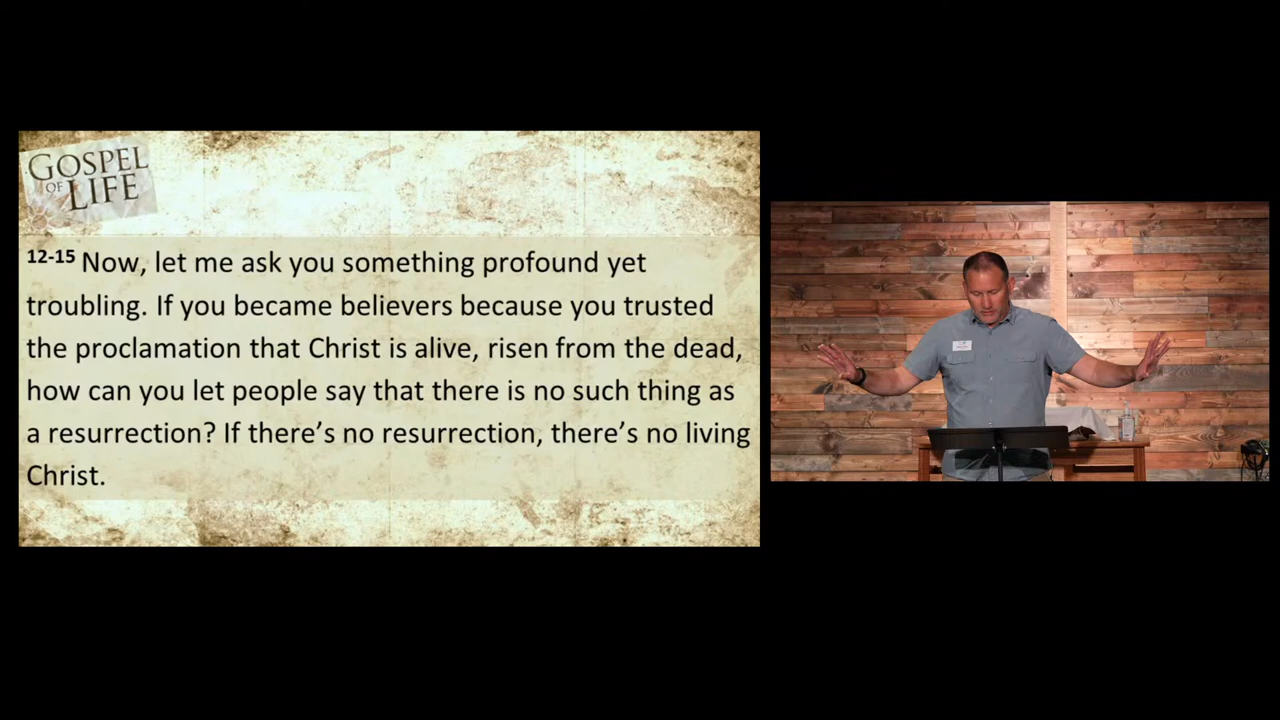 GOSPEL
OF LIFE
12-15 Now, let me ask you something profound yet
troubling. If you became believers because you trusted
the proclamation that Christ is alive, risen from the dead,
how can you let people say that there is no such thing as
a resurrection? If there’s no resurrection, there’s no living
Christ.